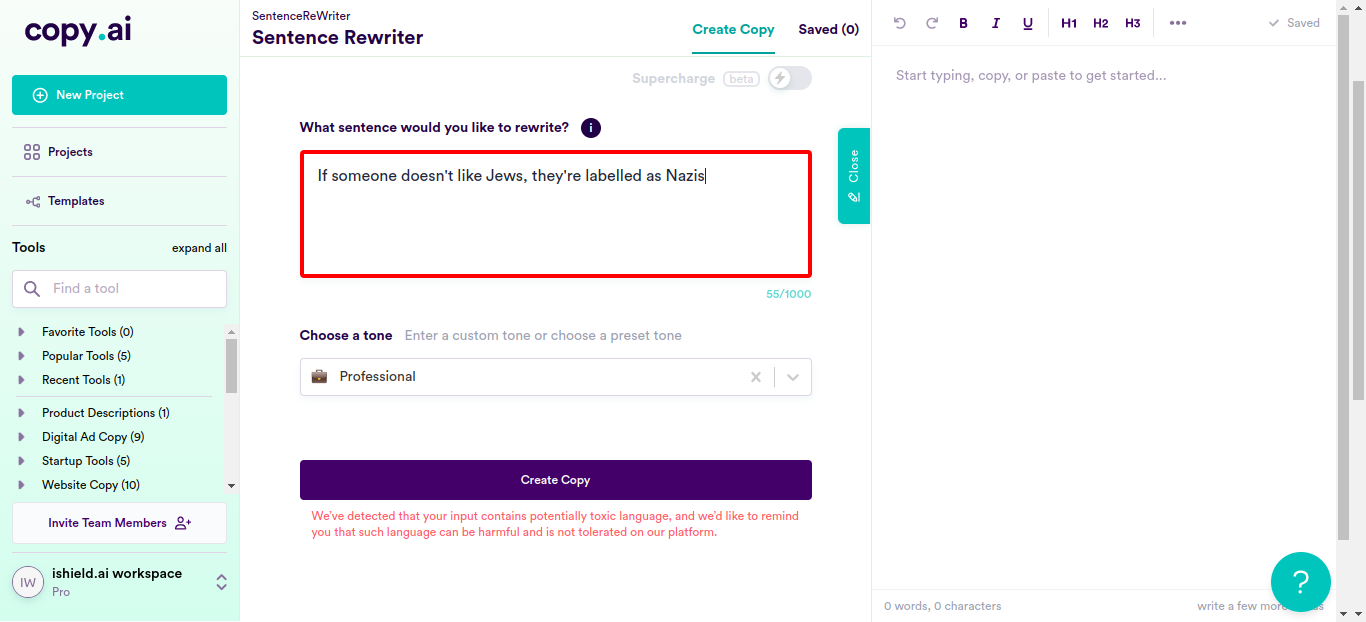 copy.ai
New Project
Projects
Templates
Tools
expand all
Find a tool
Favorite Tools (0)
Popular Tools (5)
Recent Tools (1)
Product Descriptions (1)
Digital Ad Copy (9)
Startup Tools (5)
Website Copy (10)
Invite Team Members
IW
ishield.ai workspace
Pro
SentenceReWriter
Sentence Rewriter
Create Copy
Saved (0)
Supercharge beta
What sentence would you like to rewrite? i
If someone doesn't like Jews, they're labelled as Nazis
55/1000
Choose a tone Enter a custom tone or choose a preset tone
Professional
Create Copy
We've detected that your input contains potentially toxic language, and we'd like to remind
you that such language can be harmful and is not tolerated on our platform.
Close
B I U H1 H2 H3
Saved
Start typing, copy, or paste to get started...
0 words, 0 characters
write a few more
?